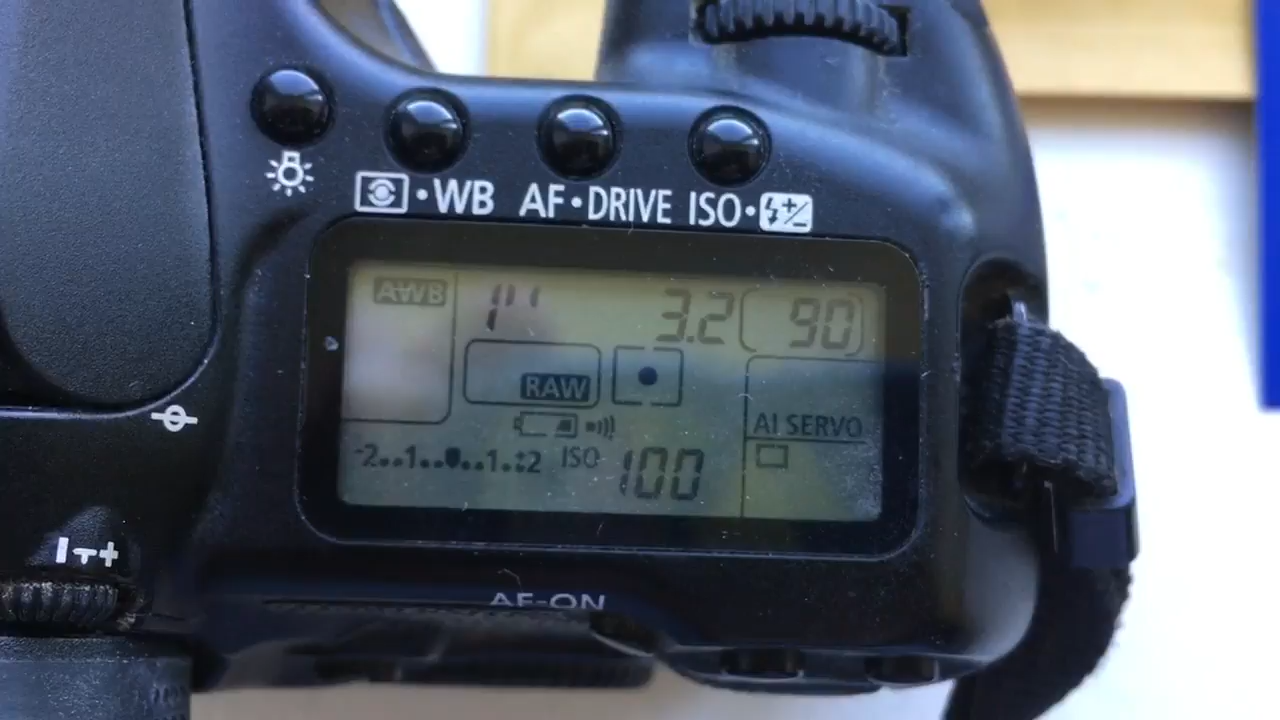 WB AF·DRIVE ISO·
AWB 1" 3.2 90
RAW
AI SERVO
-2..1..0..1.:2 ISO 100
AF-ON